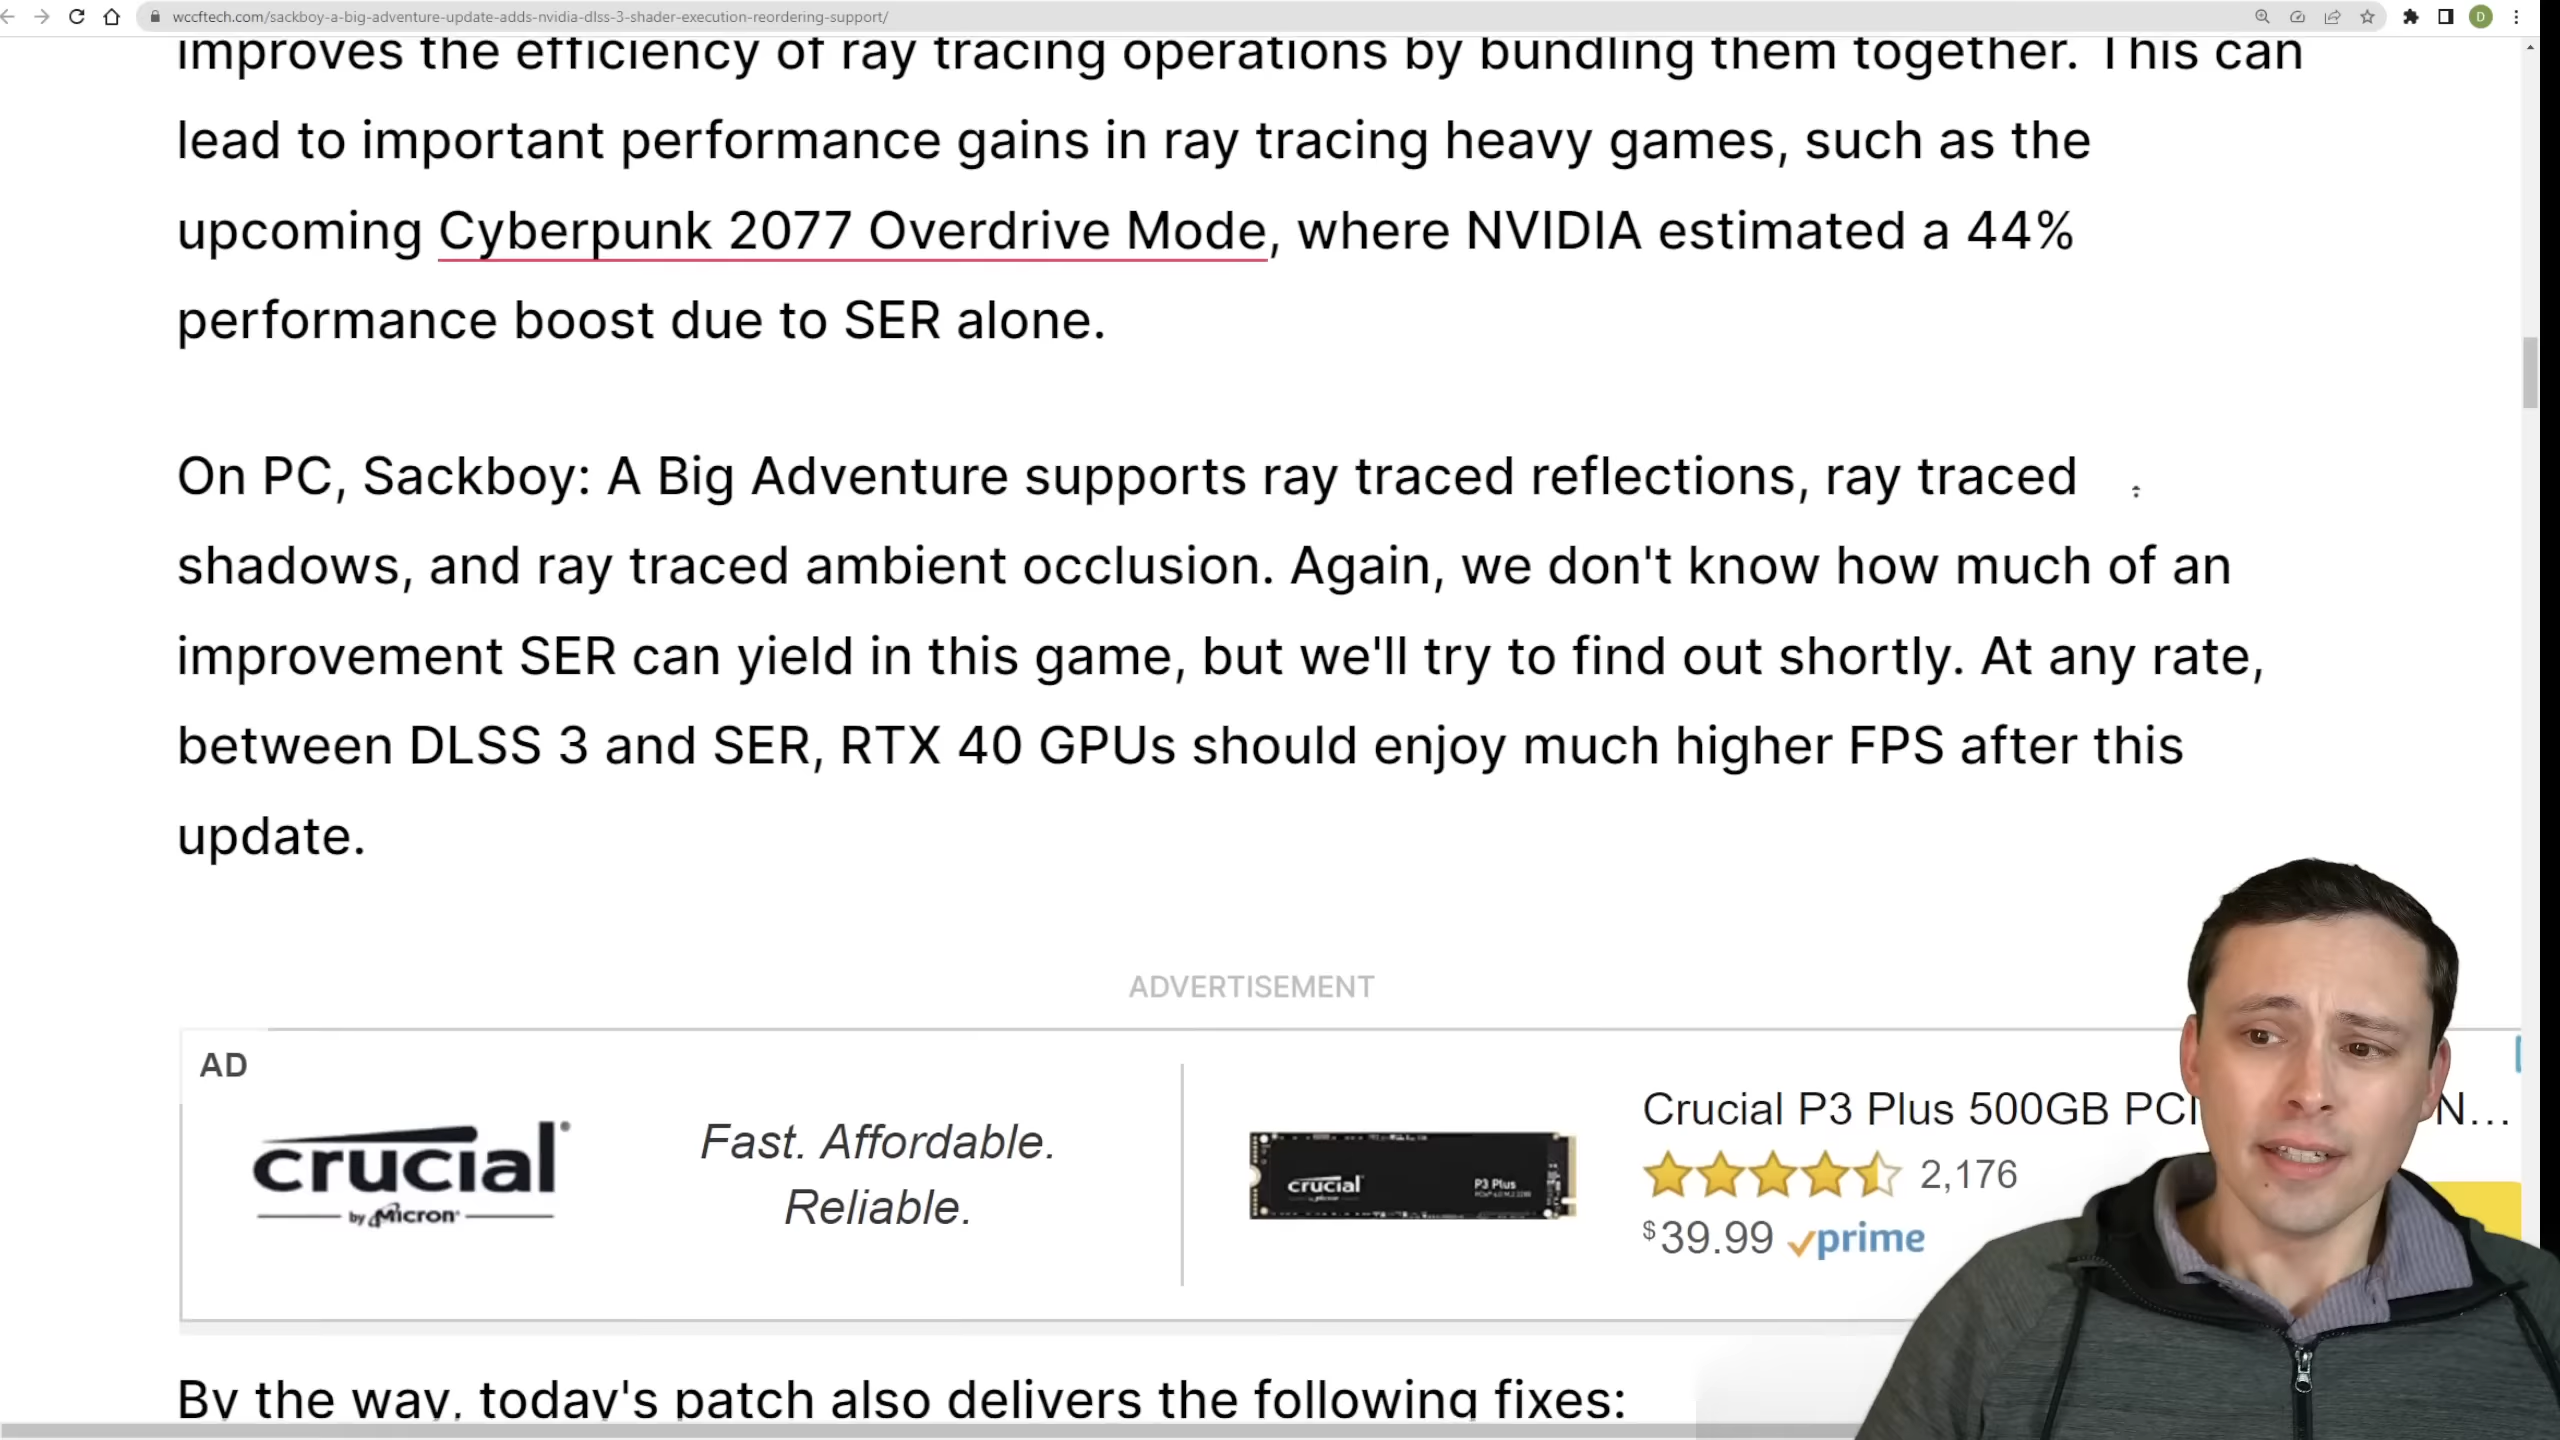 wccftech.com/sackboy-a-big-adventure-update-adds-nvidia-dlss-3-shader-execution-reordering-support/
D
improves the efficiency of ray tracing operations by bundling them together. This can
lead to important performance gains in ray tracing heavy games, such as the
upcoming Cyberpunk 2077 Overdrive Mode, where NVIDIA estimated a 44%
performance boost due to SER alone.
On PC, Sackboy: A Big Adventure supports ray traced reflections, ray traced
shadows, and ray traced ambient occlusion. Again, we don't know how much of an
improvement SER can yield in this game, but we'll try to find out shortly. At any rate,
between DLSS 3 and SER, RTX 40 GPUs should enjoy much higher FPS after this
update.
ADVERTISEMENT
AD
crucial
by Micron
Fast. Affordable.
Reliable.
crucial
P3 Plus
Crucial P3 Plus 500GB PCI N...
2,176
$39.99 prime
By the way, today's patch also delivers the following fixes: